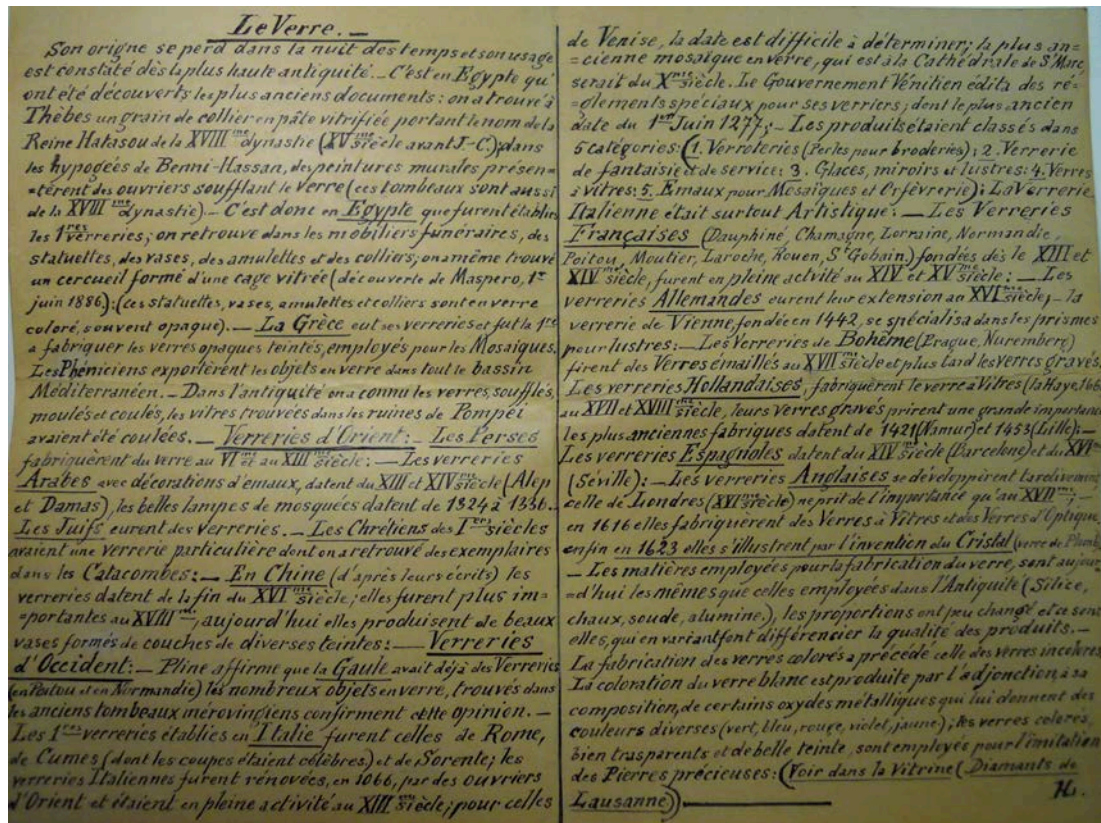 Le Verre. —
Son origine se perd dans la nuit des temps et son usage
est constaté dès la plus haute antiquité. — C'est en Egypte qu'
ont été découverts les plus anciens documents : on a trouvé à
Thèbes un grain de collier en pâte vitrifiée portant le nom de la
Reine Hatasou de la XVIII me dynastie (XV me siècle avant J-C); dans
les hypogées de Benni-Hassan, des peintures murales présen=
=tèrent des ouvriers soufflant le verre (ces tombeaux sont aussi
de la XVIII me dynastie). — C'est donc en Egypte que furent établies
les 1res verreries; on retrouve dans les mobiliers funéraires, des
statuettes, des vases, des amulettes et des colliers; on a même trouvé
un cercueil formé d'une cage vitrée (découverte de Maspero, 1er
juin 1886): (ces statuettes, vases, amulettes et colliers sont en verre
coloré, souvent opaque). — La Grèce eut ses verreries et fut la 1re
a fabriquer les verres opaques teintés, employés pour les Mosaïques.
Les Phéniciens exportèrent les objets en verre dans tout le bassin
Méditerranéen. — Dans l'antiquité on a connu les verres, soufflés,
moulés et coulés, les vitres trouvées dans les ruines de Pompéi
avaient été coulées. — Verreries d'Orient: — Les Perses
fabriquèrent du verre au VI me et au XIII me siècle: — Les verreries
Arabes avec décorations d'emaux, datent du XIII et XIV me siècle (Alep
et Damas), les belles lampes de mosquées datent de 1324 à 1336..
Les Juifs eurent des verreries. — Les Chrétiens des Iers siècles
avaient une verrerie particutière dont on a retrouvé des exemplaires
dans les Catacombes: — En Chine (d'après leurs écrits) les
verreries datent de la fin du XVI me siècle; elles furent plus im=
=portantes au XVIII me; aujourd'hui elles produisent de beaux
vases formés de couches de diverses teintes: — Verreries
d'Occident: — Pline affirme que la Gaule avait déjà des Verreries
(en Poitou et en Normandie) les nombreux objets en verre, trouvés dans
les anciens tombeaux mérovingiens confirment cette opinion. —
Les 1res verreries établies en Italie furent celles de Rome,
de Cumes (dont les coupes étaient célèbres) et de Sorente; les
verreries Italiennes furent rénovées, en 1066, par des ouvriers
d'Orient et étaient en pleine activité au XIII me siècle; pour celles
de Venise, la date est difficile à déterminer; la plus an=
=cienne mosaïque en verre, qui est à la Cathédrale de St Marc
serait du X me siècle. Le Gouvernement Vénitien édita des ré=
=glements spéciaux pour ses verriers; dont le plus ancien
date du 1er Juin 1277; — Les produits étaient classés dans
5 catégories: (1. Verroteries (Perles pour broderies); 2. Verrerie
de fantaisie et de service: 3. Glaces, miroirs et lustres: 4. Verres
à vitres: 5. Emaux pour Mosaïques et Orfèvrerie); La Verrerie
Italienne était surtout Artistique: — Les Verreries
Françaises (Dauphiné, Chamagne, Lorraine, Normandie,
Poitou, Moutier, Laroche, Rouen, St Gobain.) fondées dès le XIII et
XIV me siècle, furent en pleine activité au XIV et XV me siècle: — Les
verreries Allemandes eurent leur extension au XVI me siècle; — la
verrerie de Vienne, fondée en 1442, se spécialisa dans les prismes
pour lustres: — Les Verreries de Bohême (Prague, Nuremberg)
firent des Verres émaillés au XVII me siècle et plus tard les verres gravés.
Les verreries Hollandaises, fabriquèrent le verre à Vitres (la Haye
au XVII et XVIII me siècle, leurs verres gravés prirent une grande importance
les plus anciennes fabriques datent de 1421 (Namur) et 1453 (Lille): —
Les verreries Espagnoles datent du XIV me siècle (Barcelone) et du XVI me
(Séville): — Les verreries Anglaises se développèrent tardivement
celle de Londres (XVI me siècle) ne prit de l'importance qu'au XVII me: —
en 1616 elles fabriquèrent des Verres à Vitres et des Verres d'Optique,
enfin en 1623 elles s'illustrent par l'invention du Cristal (verre de Plomb)
— Les matières employées pour la fabrication du verre, sont aujour=
=d'hui les mêmes que celles employées dans l'Antiquité (Silice,
chaux, soude, alumine.), les proportions ont peu changé et ce sont
elles, qui en variant font différencier la qualité des produits. —
La fabrication des verres colorés a précédé celle des verres incolores
La coloration du verre blanc est produite par l'adjonction, à sa
composition, de certains oxydes métalliques qui lui donnent des
couleurs diverses (vert, bleu, rouge, violet, jaune); les verres colorés,
bien trasparents et de belle teinte, sont employés pour l'imitation
des Pierres précieuses: (Voir dans la Vitrine (Diamants de
Lausanne)) —